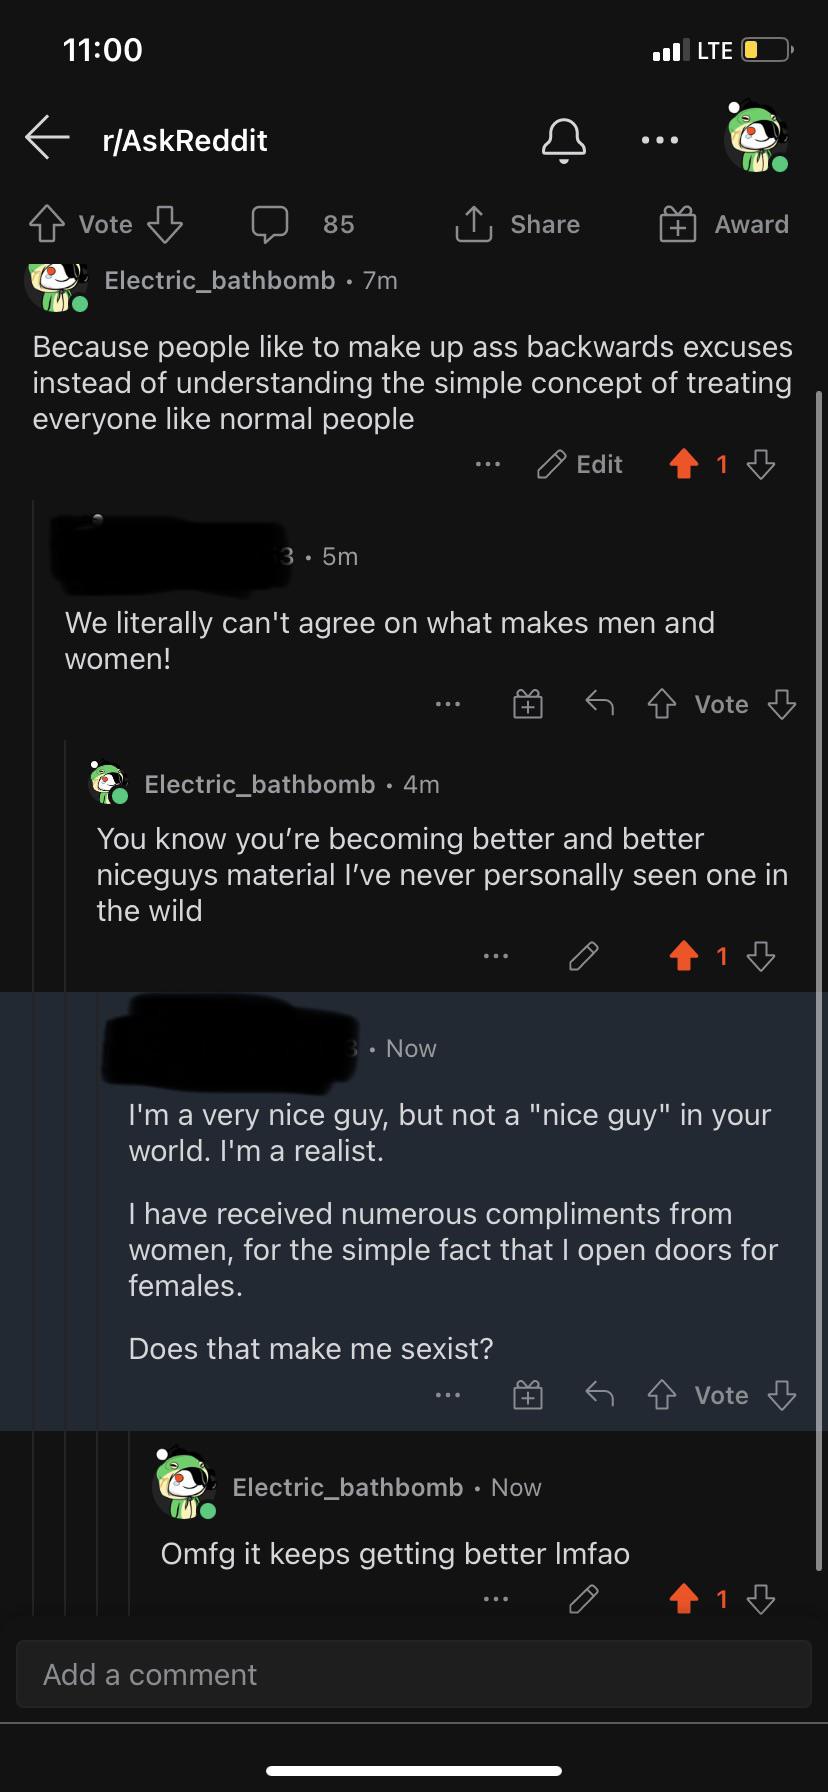 11:00
LTE
r/AskReddit
Vote
85
Share
Award
Electric_bathbomb • 7m
Because people like to make up ass backwards excuses
instead of understanding the simple concept of treating
everyone like normal people
Edit
1
3 • 5m
We literally can't agree on what makes men and
women!
Vote
Electric_bathbomb • 4m
You know you’re becoming better and better
niceguys material I’ve never personally seen one in
the wild
1
3 • Now
I'm a very nice guy, but not a "nice guy" in your
world. I'm a realist.
I have received numerous compliments from
women, for the simple fact that I open doors for
females.
Does that make me sexist?
Vote
Electric_bathbomb • Now
Omfg it keeps getting better lmfao
1
Add a comment